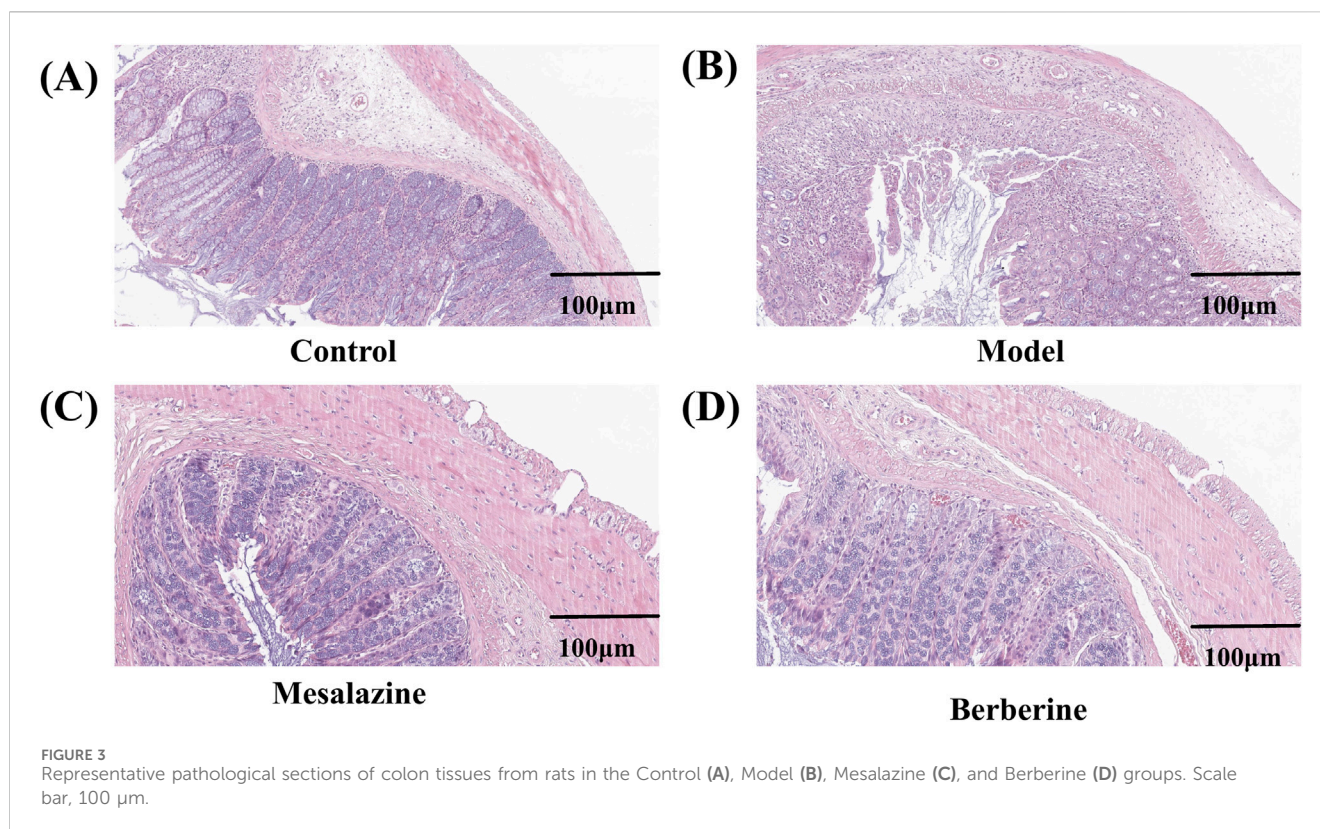 (A)
100µm
Control
(B)
100µm
Model
(C)
100µm
Mesalazine
(D)
100µm
Berberine
FIGURE 3
Representative pathological sections of colon tissues from rats in the Control (A), Model (B), Mesalazine (C), and Berberine (D) groups. Scale
bar, 100 µm.